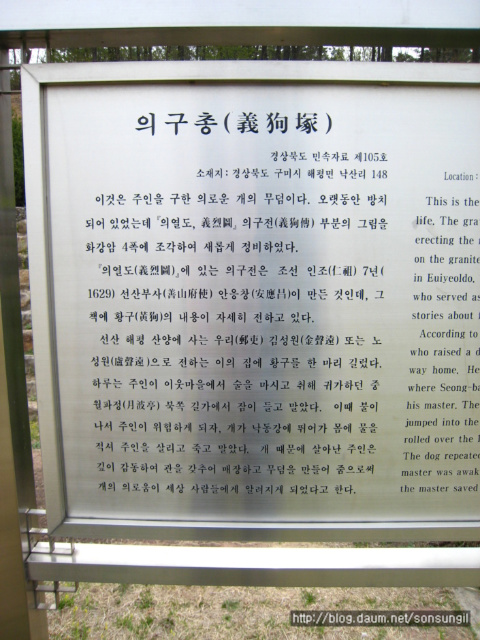 의구총(義狗塚)
경상북도 민속자료 제105호
소재지: 경상북도 구미시 해평면 낙산리 148
이것은 주인을 구한 의로운 개의 무덤이다. 오랫동안 방치
되어 있었는데 『의열도, 義烈圖』 의구전(義狗傳) 부분의 그림을
화강암 4폭에 조각하여 새롭게 정비하였다.
『의열도(義烈圖)』에 있는 의구전은 조선 인조(仁祖) 7년(
1629) 선산부사(善山府使) 안응창(安應昌)이 만든 것인데, 그
책에 황구(黃狗)의 내용이 자세히 전하고 있다.
선산 해평 산양에 사는 우리(郵吏) 김성원(金聲遠) 또는 노
성원(盧聲遠)으로 전하는 이의 집에 황구를 한 마리 길렀다.
하루는 주인이 이웃마을에서 술을 마시고 취해 귀가하던 중
월파정(月波亭) 북쪽 길가에서 잠이 들고 말았다. 이때 불이
나서 주인이 위험하게 되자, 개가 낙동강에 뛰어가 몸에 물을
적셔 주인을 살리고 죽고 말았다. 개 때문에 살아난 주인은
깊이 감동하여 관을 갖추어 매장하고 무덤을 만들어 줌으로써
개의 의로움이 세상 사람들에게 알려지게 되었다고 한다.
Location :
This is the
life. The gra
erecting the
on the granite
in Euiyeoldo.
who served as
stories about
According to
who raised a d
way home. He
where Seong-ba
his master. The
jumped into the
rolled over the
The dog repeated
master was awak
the master saved
http://blog.daum.net/sonsungil